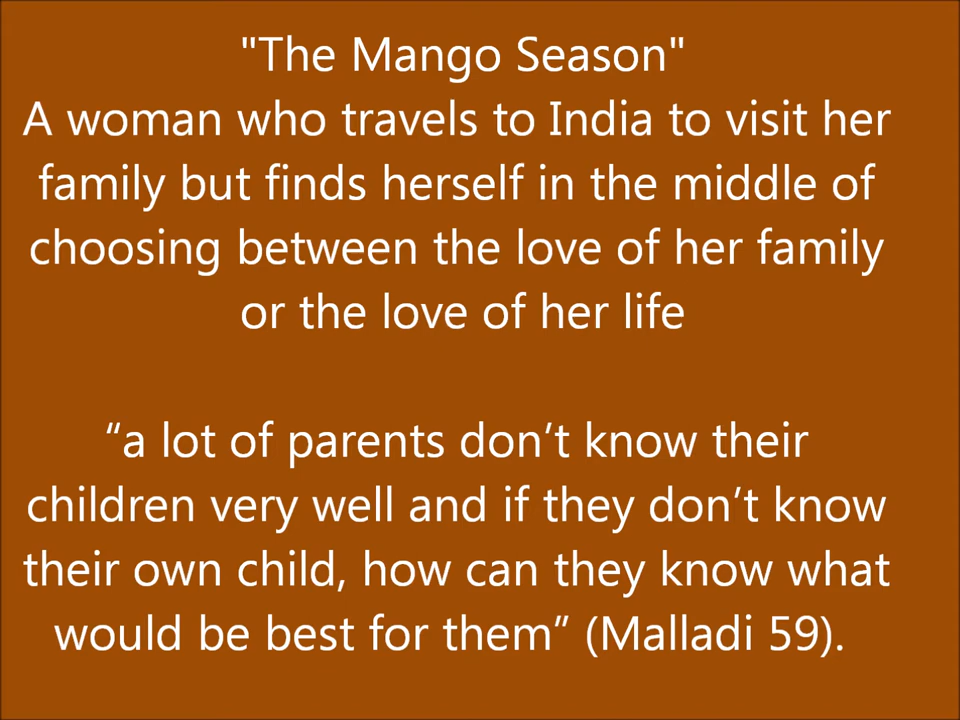 "The Mango Season"
A woman who travels to India to visit her
family but finds herself in the middle of
choosing between the love of her family
or the love of her life
“a lot of parents don’t know their
children very well and if they don’t know
their own child, how can they know what
would be best for them” (Malladi 59).